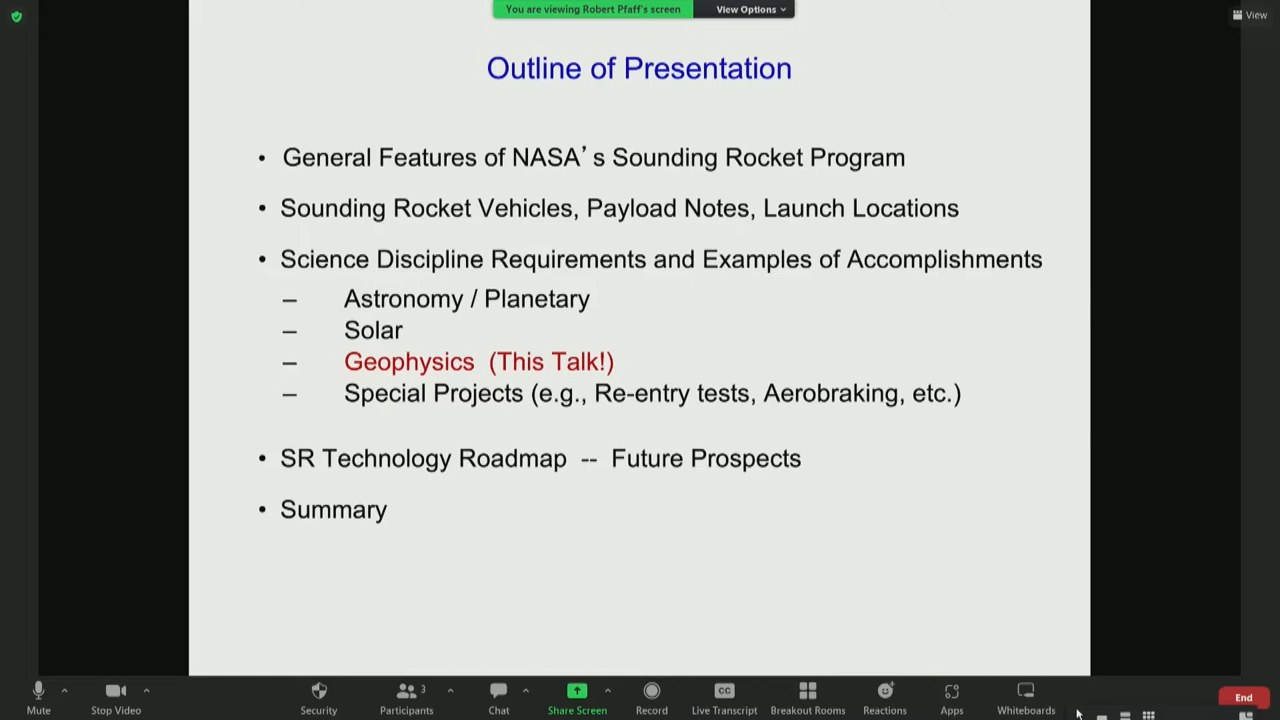 You are viewing Robert Pfaff's screen View Options
View
Outline of Presentation
• General Features of NASA's Sounding Rocket Program
• Sounding Rocket Vehicles, Payload Notes, Launch Locations
• Science Discipline Requirements and Examples of Accomplishments
– Astronomy / Planetary
– Solar
– Geophysics (This Talk!)
– Special Projects (e.g., Re-entry tests, Aerobraking, etc.)
• SR Technology Roadmap -- Future Prospects
• Summary
3
CC
Mute Stop Video Security Participants Chat Share Screen Record Live Transcript Breakout Rooms Reactions Apps Whiteboards End